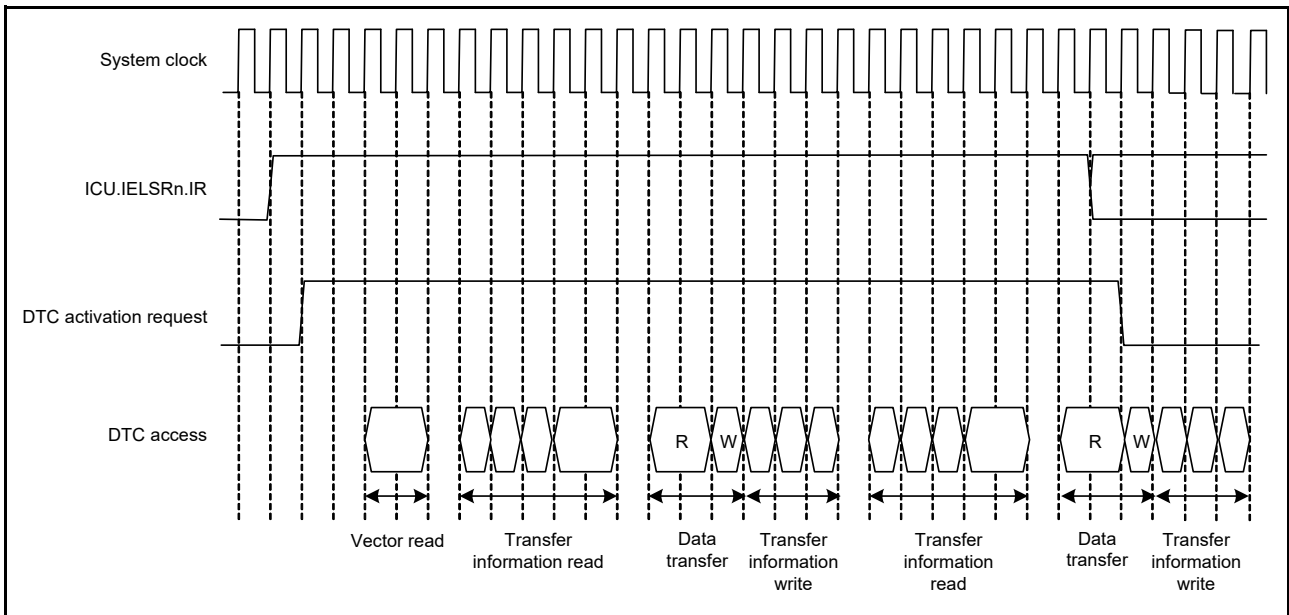 System clock
ICU.IELSRn.IR
DTC activation request
DTC access
R
W
R
W
Vector read
Transfer
information read
Data
transfer
Transfer
information
write
Transfer
information
read
Data
transfer
Transfer
information
write